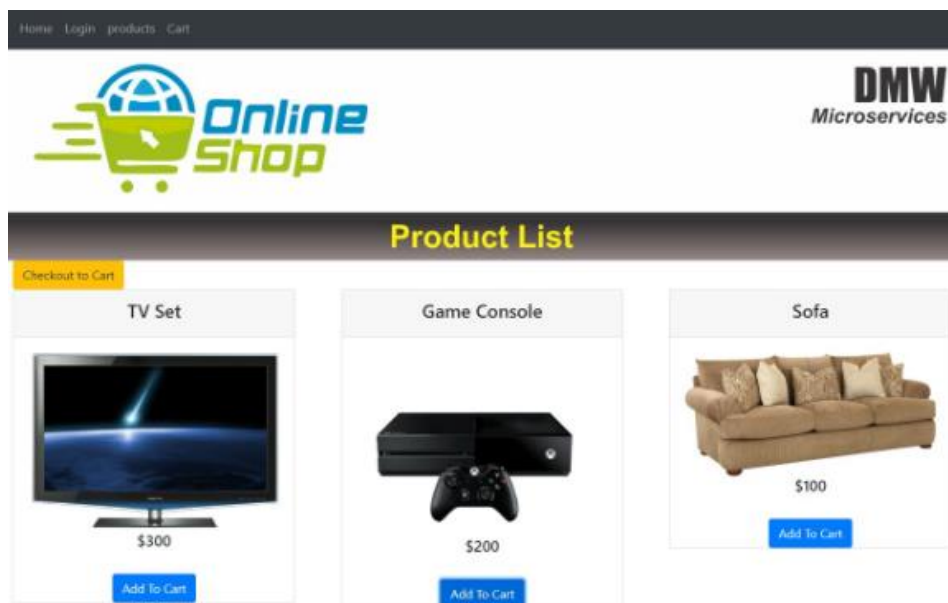 Home Login products Cart
Online
Shop
DMW
Microservices
Product List
Checkout to Cart
TV Set
Game Console
Sofa
$300
$200
$100
Add To Cart
Add To Cart
Add To Cart